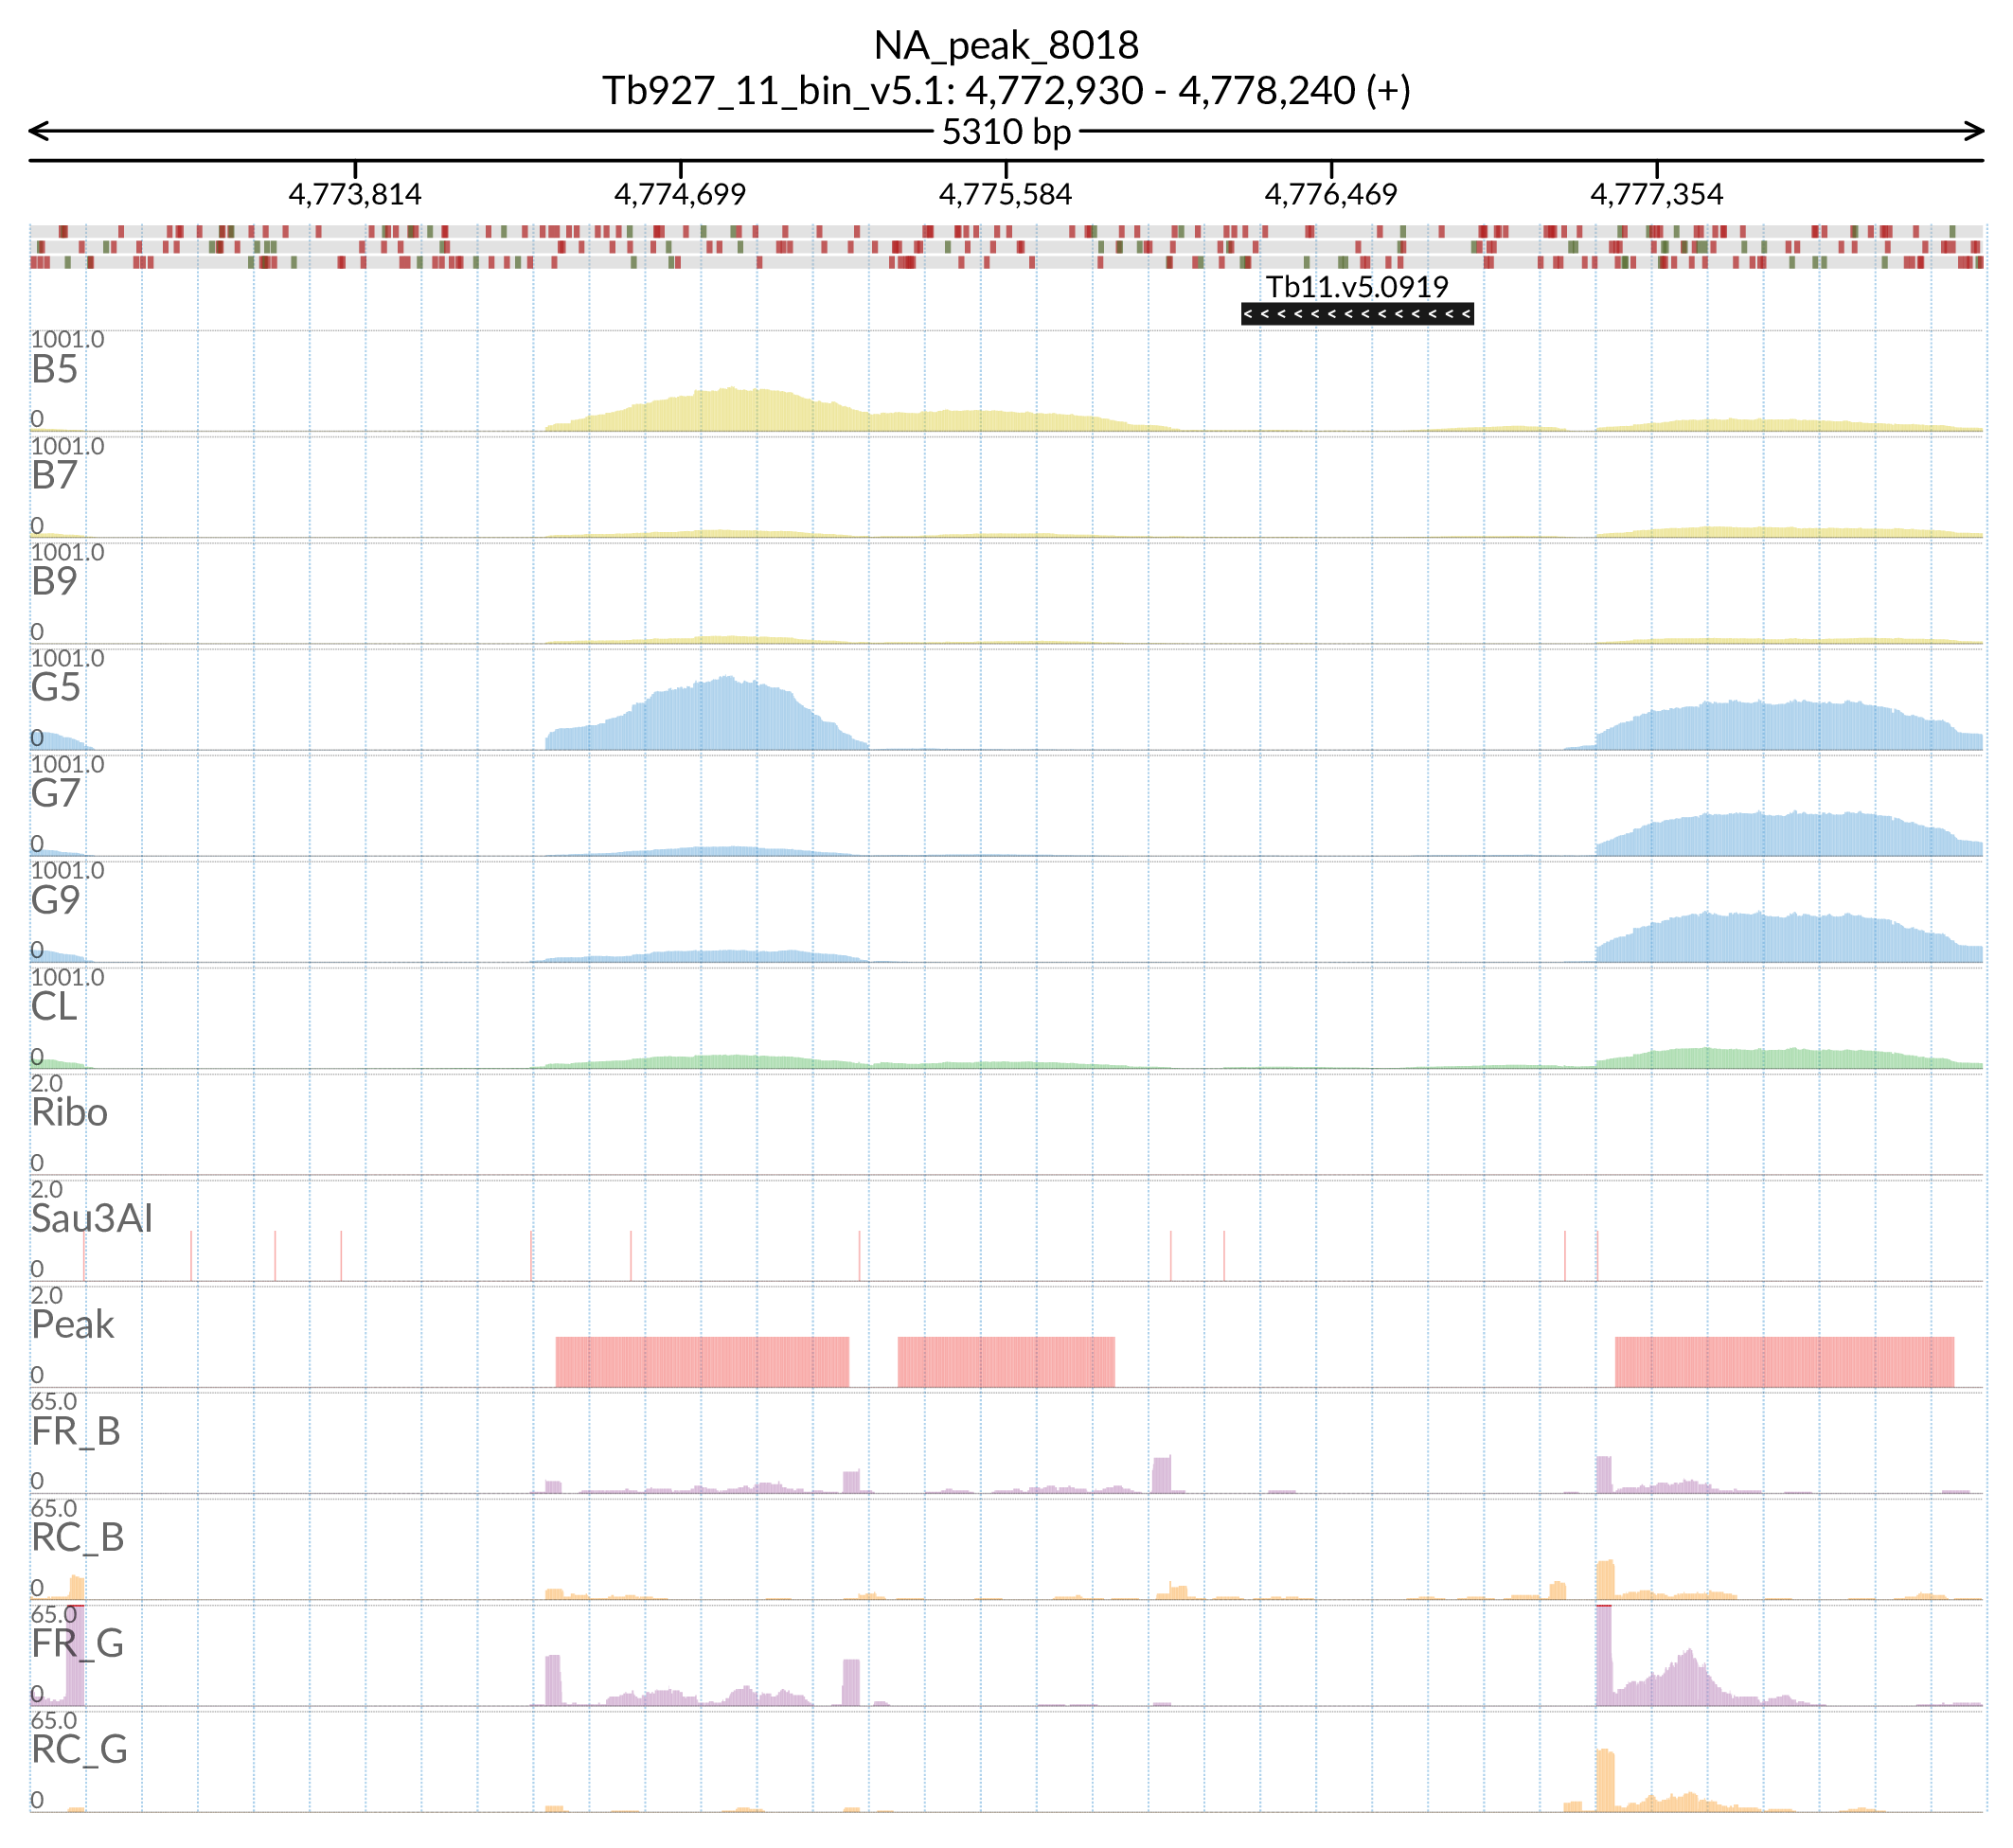 NA_peak_8018
Tb927_11_bin_v5.1: 4,772,930 - 4,778,240 (+)
5310 bp
4,773,814 4,774,699 4,775,584 4,776,469 4,777,354
Tb11.v5.0919
< < < < < < < < < < < < < <
1001.0
B5
0
1001.0
B7
0
1001.0
B9
0
1001.0
G5
0
1001.0
G7
0
1001.0
G9
0
1001.0
CL
0
2.0
Ribo
0
2.0
Sau3AI
0
2.0
Peak
0
65.0
FR_B
0
65.0
RC_B
0
65.0
FR_G
0
65.0
RC_G
0